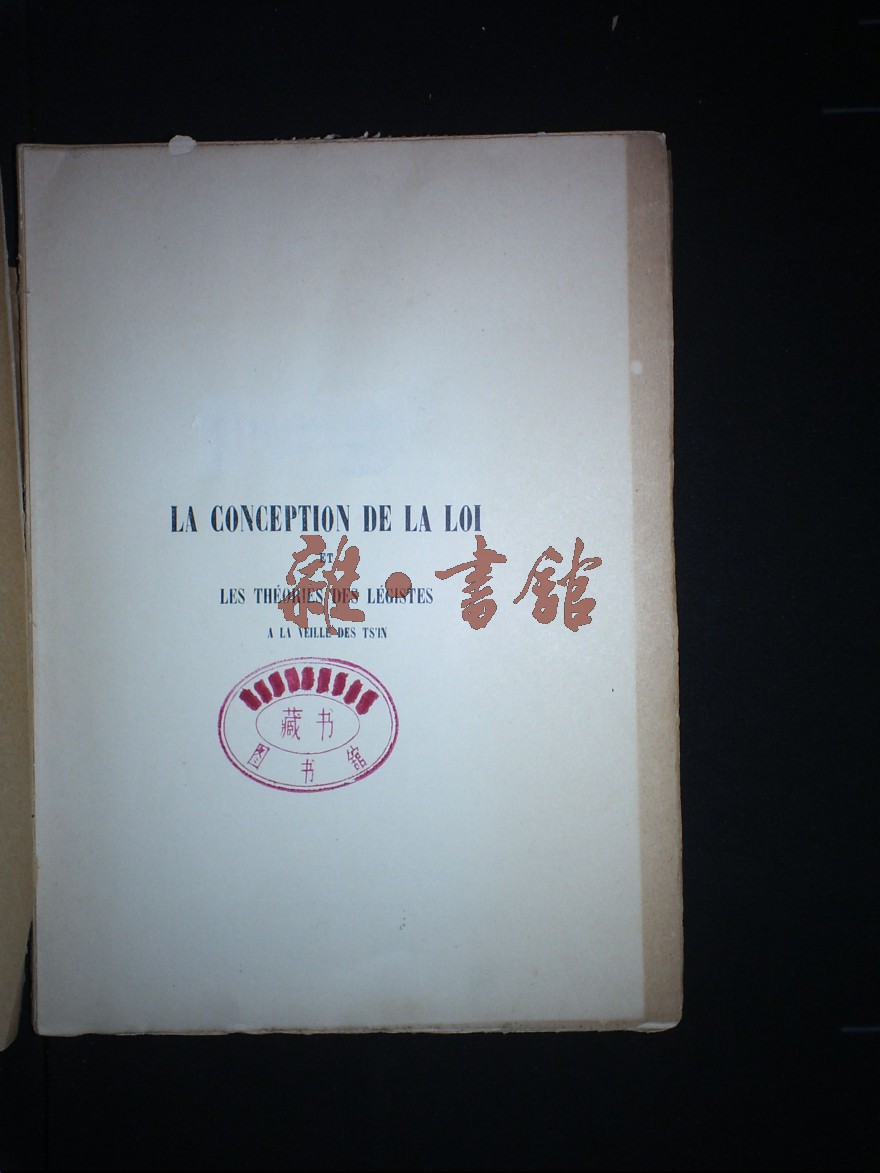 LA CONCEPTION DE LA LOI
ET
LES THÉORIES DES LÉGISTES
A LA VEILLE DES TS'IN
雜·書館
藏书
图书馆